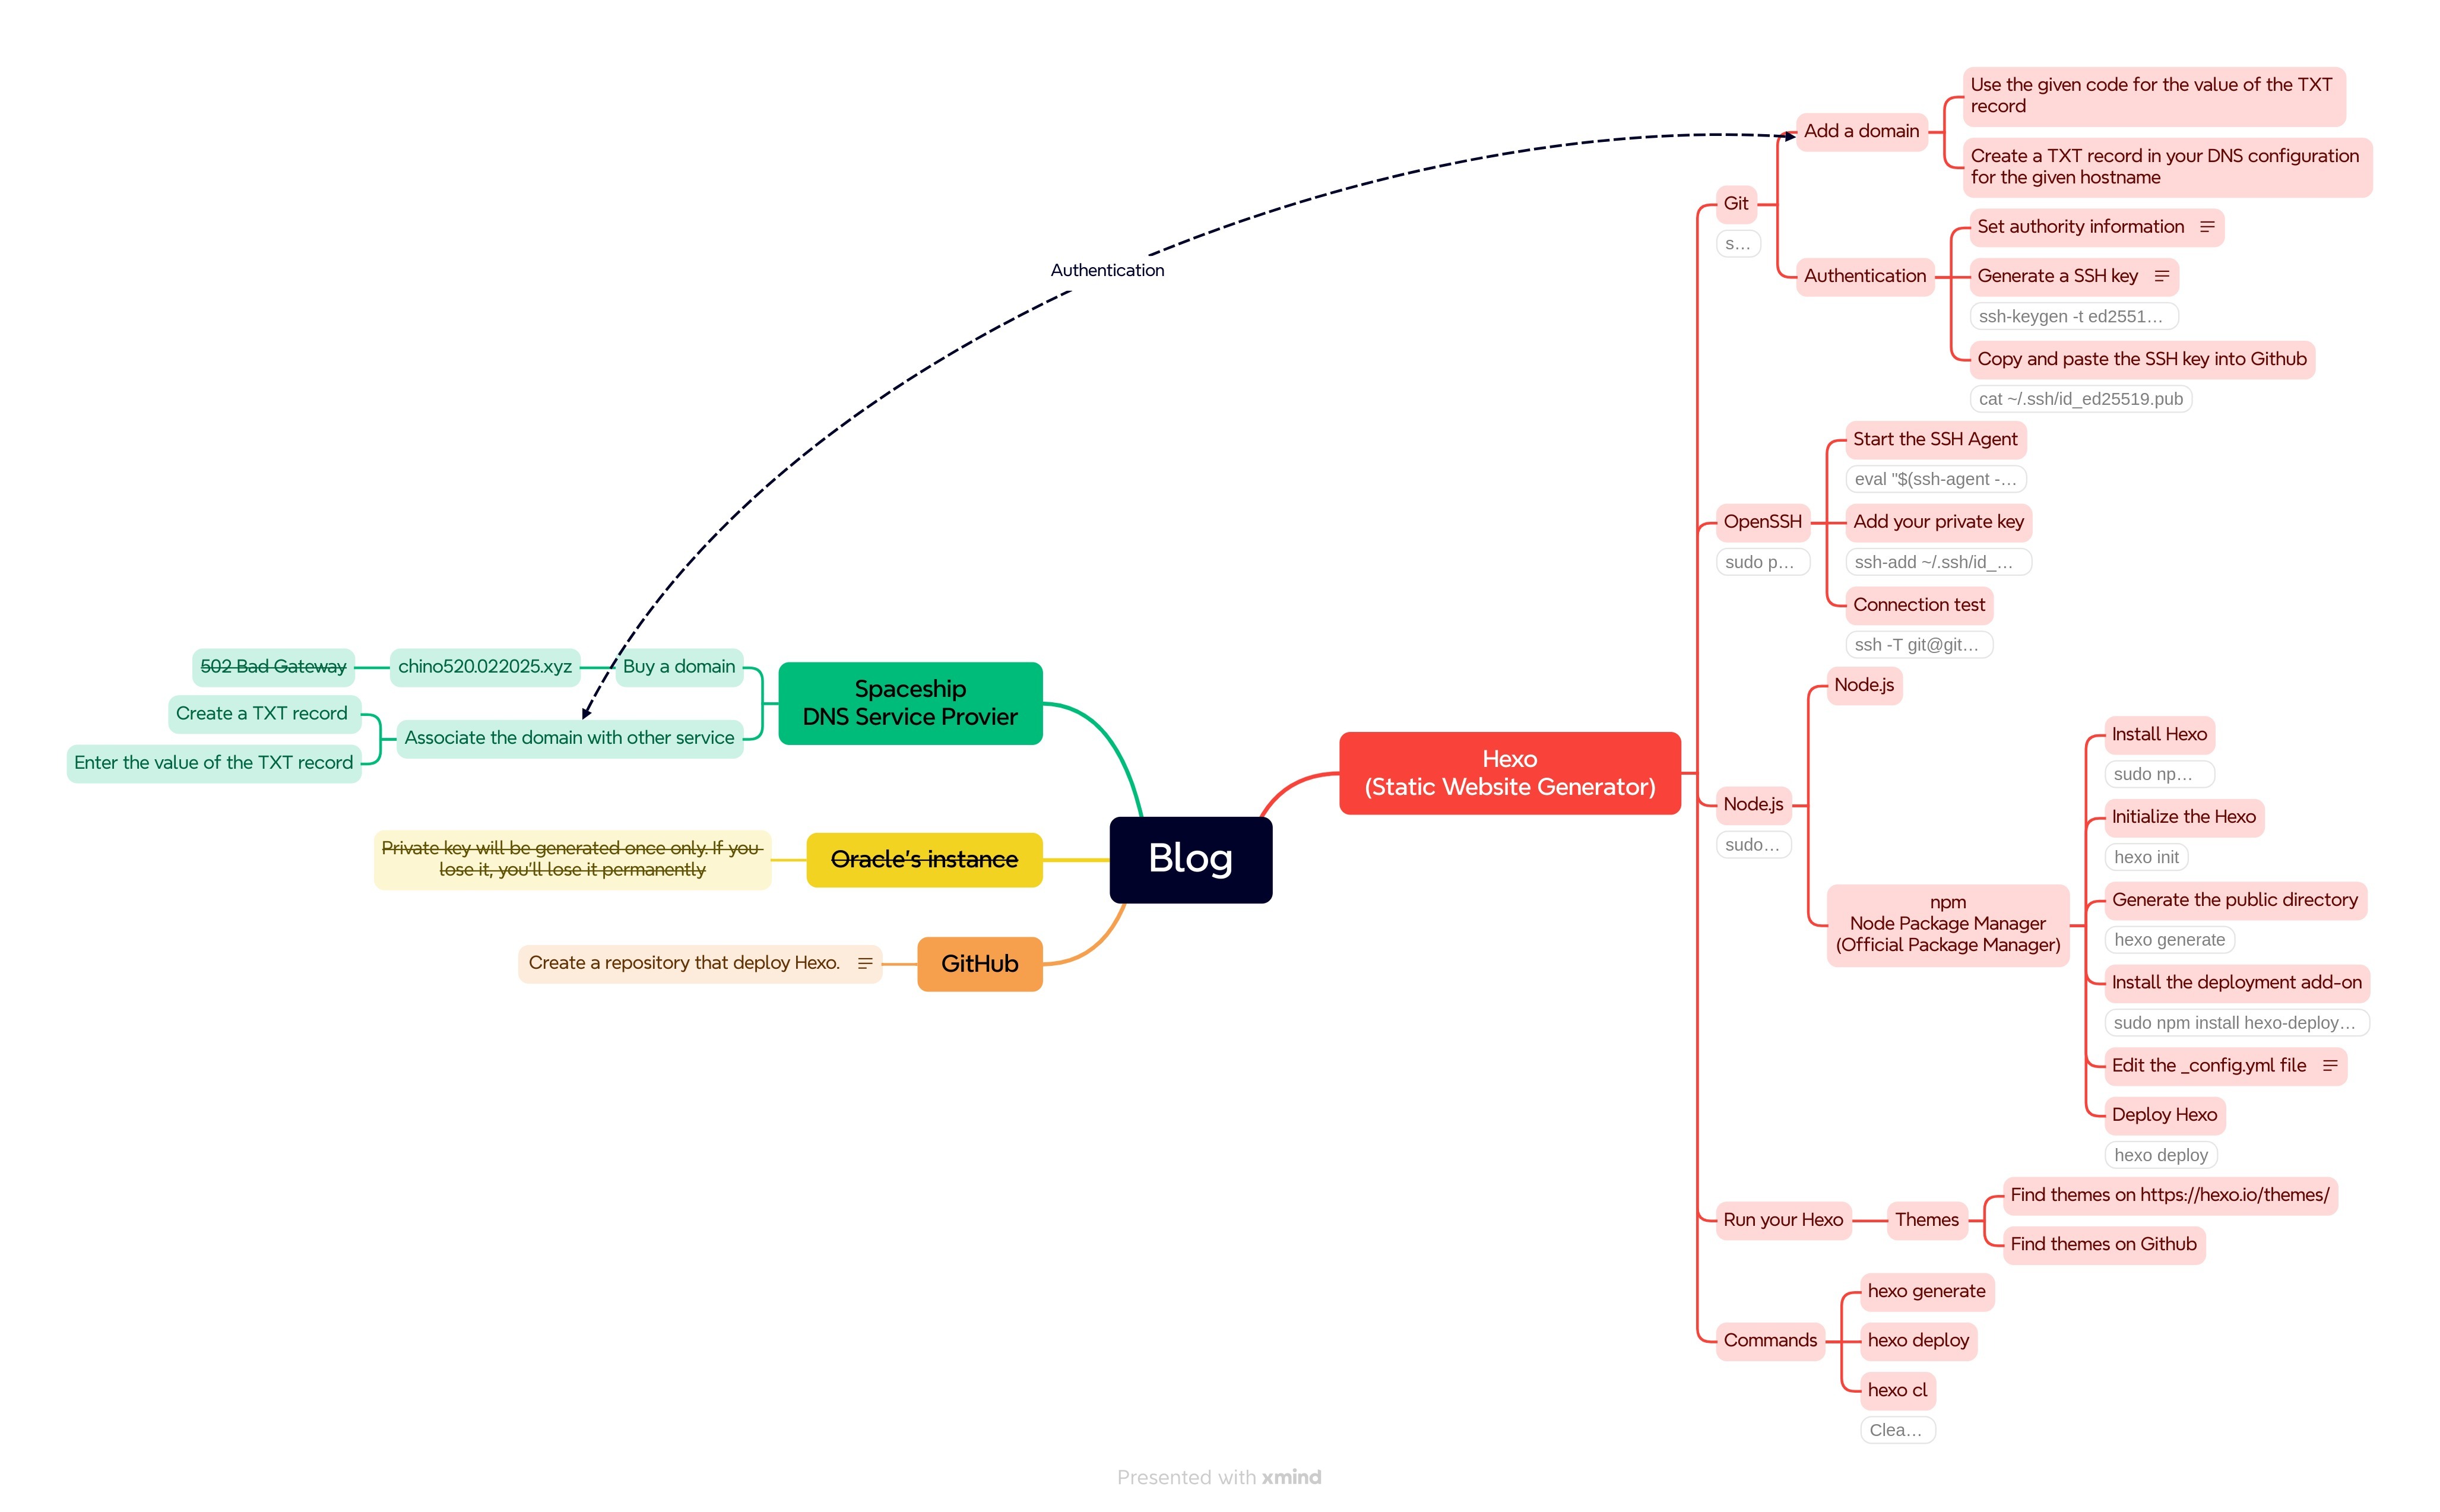 Blog
Spaceship
DNS Service Provier
Buy a domain
chino520.022025.xyz
502 Bad Gateway
Associate the domain with other service
Create a TXT record
Enter the value of the TXT record
Oracle's instance
Private key will be generated once only. If you
lose it, you'll lose it permanently
GitHub
Create a repository that deploy Hexo.
Authentication
Hexo
(Static Website Generator)
Git
s…
Add a domain
Use the given code for the value of the TXT
record
Create a TXT record in your DNS configuration
for the given hostname
Authentication
Set authority information
Generate a SSH key
ssh-keygen -t ed2551…
Copy and paste the SSH key into Github
cat ~/.ssh/id_ed25519.pub
OpenSSH
sudo p…
Start the SSH Agent
eval "$(ssh-agent -…
Add your private key
ssh-add ~/.ssh/id_…
Connection test
ssh -T git@git…
Node.js
sudo…
Node.js
npm
Node Package Manager
(Official Package Manager)
Install Hexo
sudo np…
Initialize the Hexo
hexo init
Generate the public directory
hexo generate
Install the deployment add-on
sudo npm install hexo-deploy…
Edit the _config.yml file
Deploy Hexo
hexo deploy
Run your Hexo
Themes
Find themes on https://hexo.io/themes/
Find themes on Github
Commands
hexo generate
hexo deploy
hexo cl
Clea…
Presented with xmind